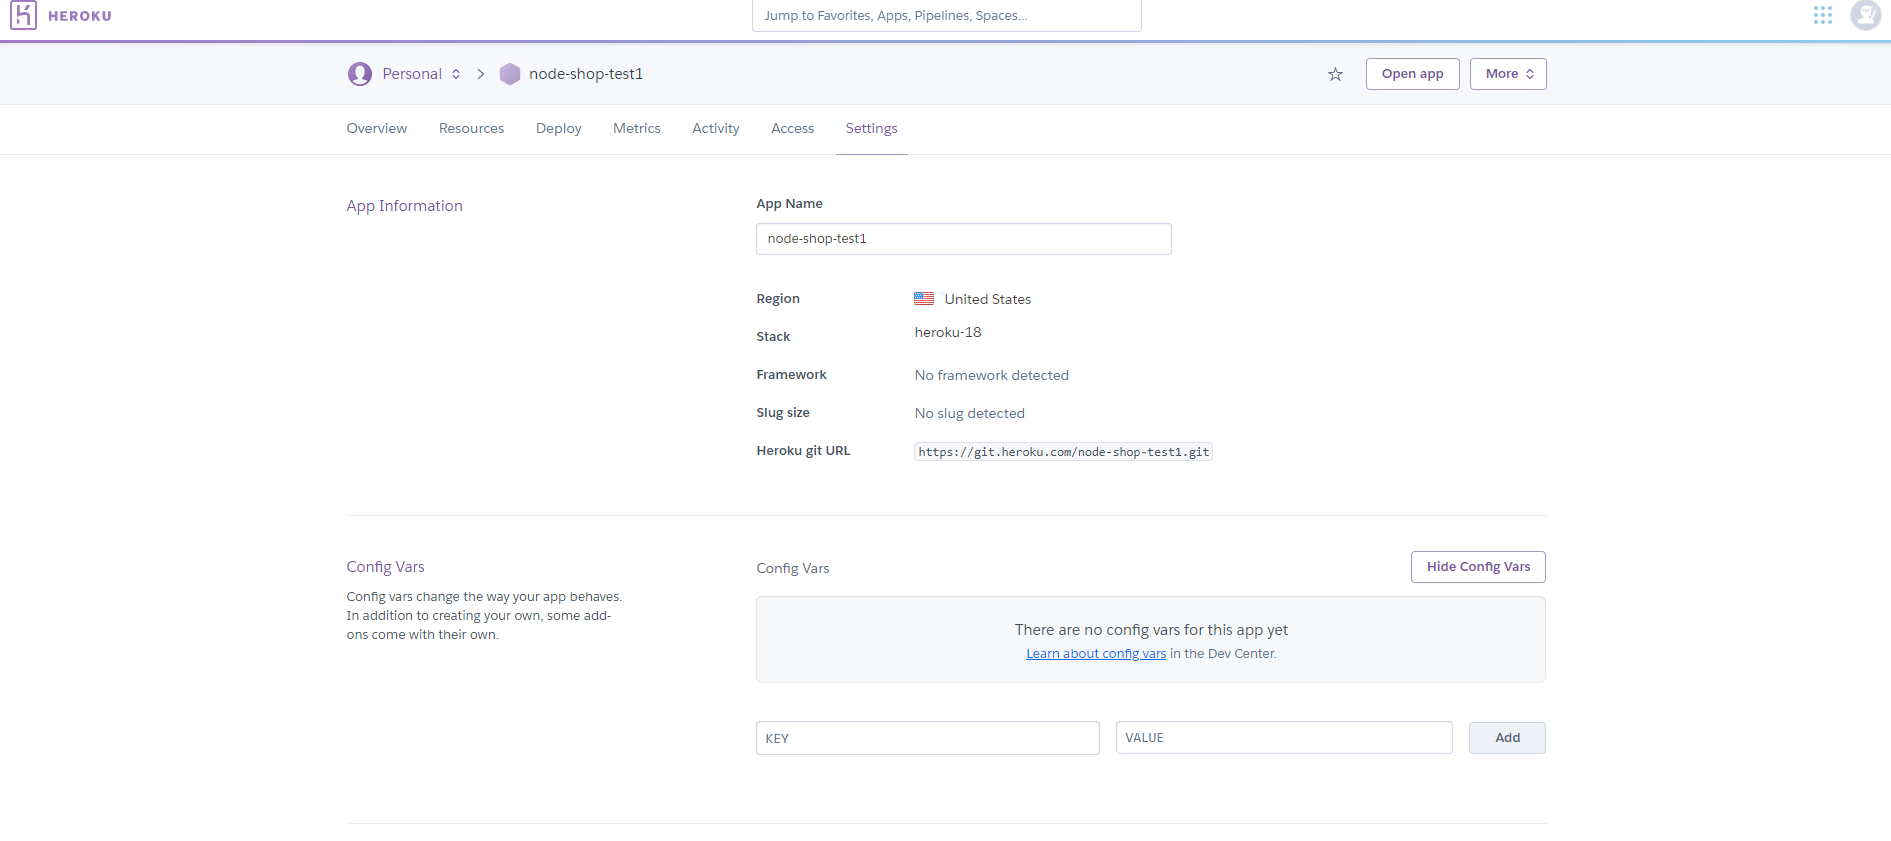 HEROKU
Jump to Favorites, Apps, Pipelines, Spaces...
Personal
node-shop-test1
Open app
More
Overview
Resources
Deploy
Metrics
Activity
Access
Settings
App Information
App Name
node-shop-test1
Region
United States
Stack
heroku-18
Framework
No framework detected
Slug size
No slug detected
Heroku git URL
https://git.heroku.com/node-shop-test1.git
Config Vars
Config vars change the way your app behaves.
In addition to creating your own, some add-
ons come with their own.
Config Vars
Hide Config Vars
There are no config vars for this app yet
Learn about config vars in the Dev Center.
KEY
VALUE
Add